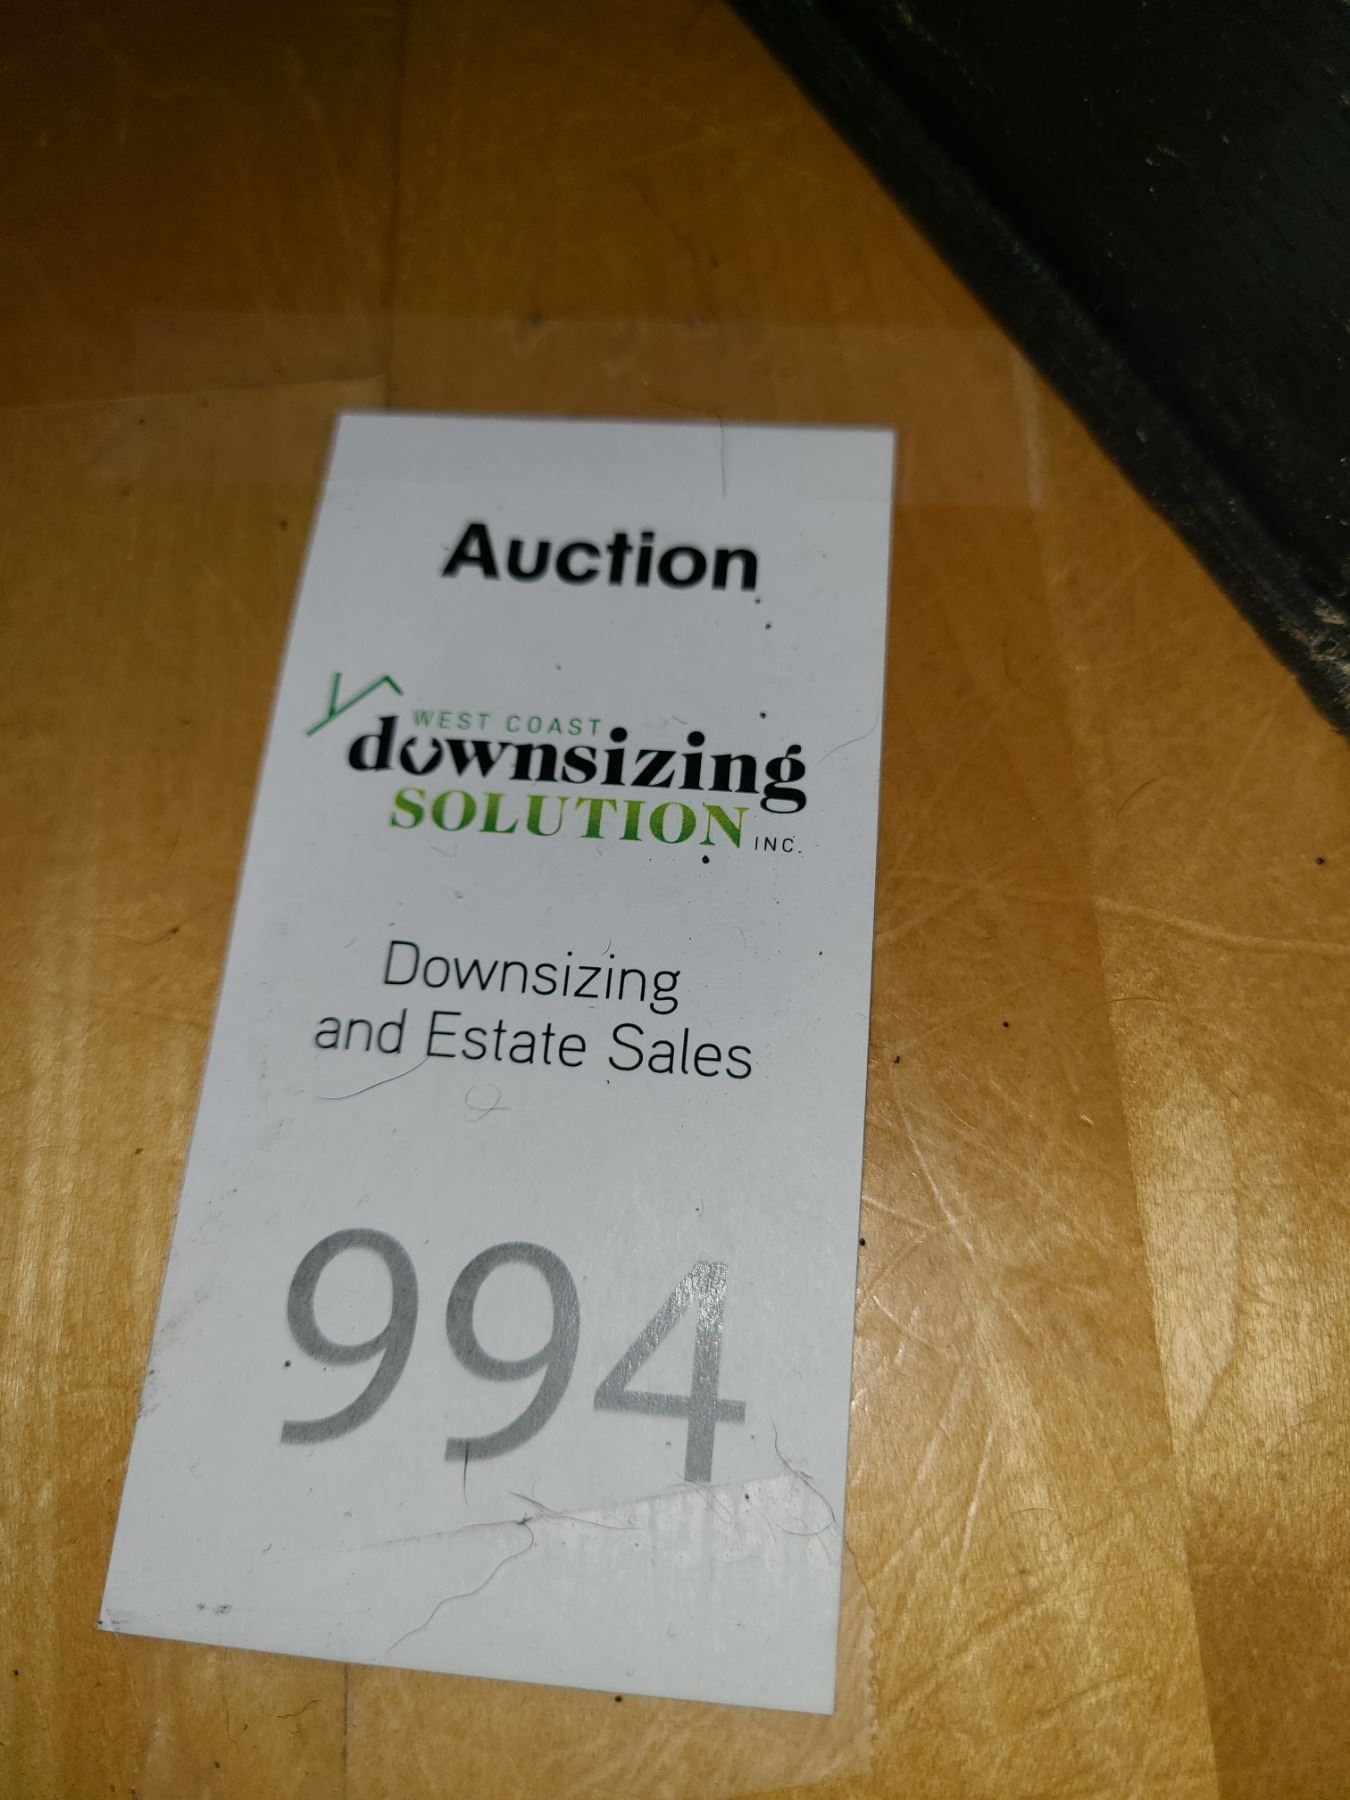 Auction
WEST COAST
downsizing
SOLUTION INC.
Downsizing
and Estate Sales
994